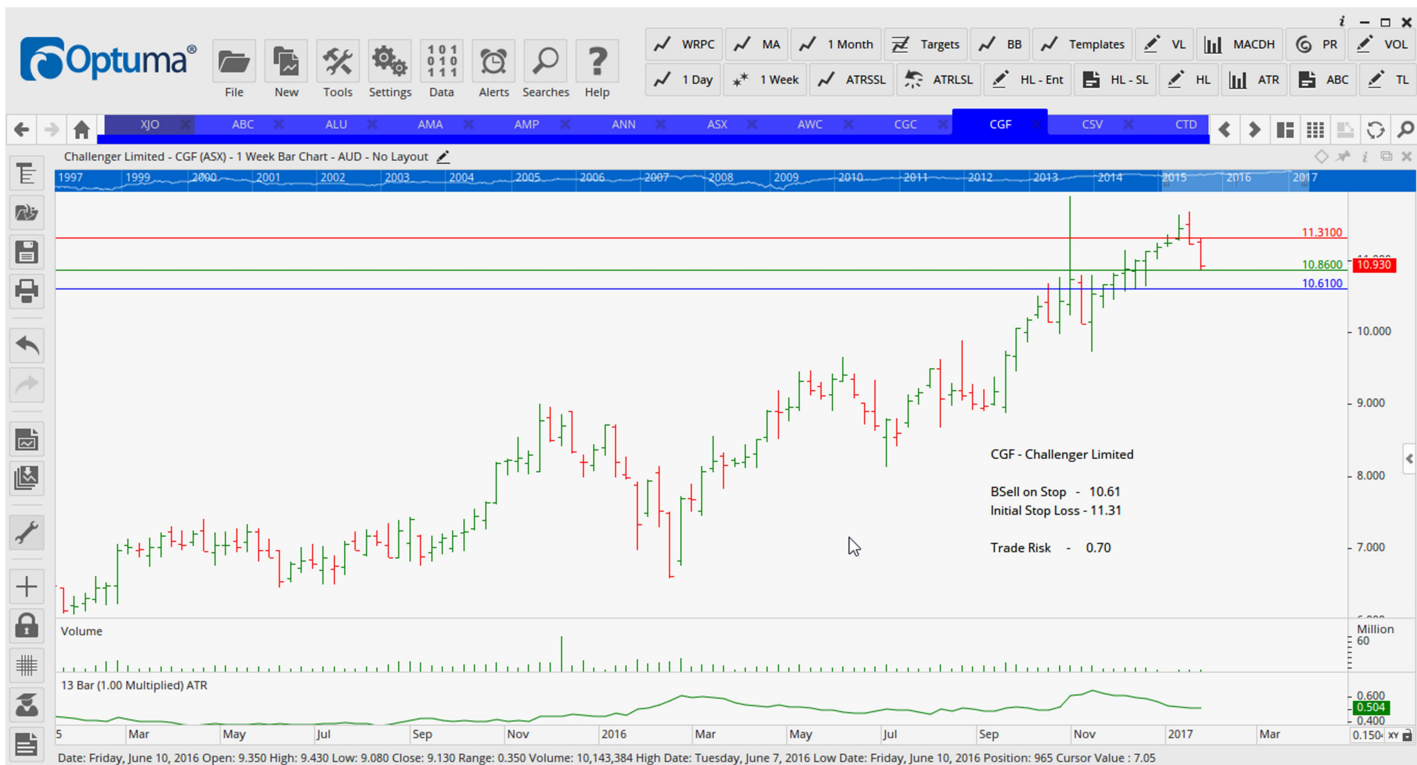 i
Optuma®
101
010
111
File
New
Tools
Settings
Data
Alerts
Searches
Help
WRPC
MA
1 Month
Targets
BB
Templates
VL
MACDH
PR
VOL
1 Day
1 Week
ATRSSL
ATRLSL
HL - Ent
HL - SL
HL
ATR
ABC
TL
XJO
ABC
ALU
AMA
AMP
ANN
ASX
AWC
CGC
CGF
CSV
CTD
Challenger Limited - CGF (ASX) - 1 Week Bar Chart - AUD - No Layout
i
1997
1999
2000
2001
2002
2003
2004
2005
2006
2007
2008
2009
2010
2011
2012
2013
2014
2015
2016
2017
11.3100
10.8600
10.930
10.6100
10.000
9.000
8.000
7.000
CGF - Challenger Limited
BSell on Stop - 10.61
Initial Stop Loss - 11.31
Trade Risk - 0.70
Volume
Million
60
13 Bar (1.00 Multiplied) ATR
0.600
0.504
0.400
5
Mar
May
Jul
Sep
Nov
2016
Mar
May
Jul
Sep
Nov
2017
Mar
XY
Date: Friday, June 10, 2016 Open: 9.350 High: 9.430 Low: 9.080 Close: 9.130 Range: 0.350 Volume: 10,143,384 High Date: Tuesday, June 7, 2016 Low Date: Friday, June 10, 2016 Position: 965 Cursor Value : 7.05